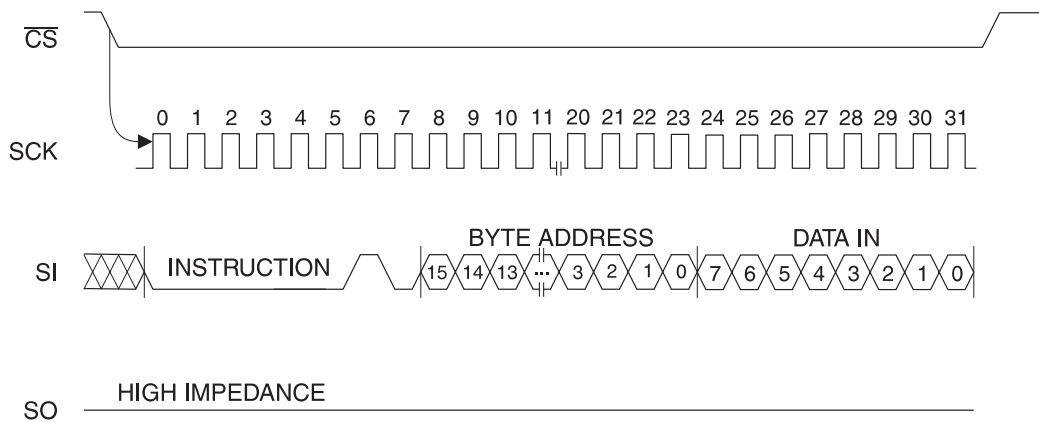 CS
0 1 2 3 4 5 6 7 8 9 10 11 20 21 22 23 24 25 26 27 28 29 30 31
SCK
BYTE ADDRESS DATA IN
SI INSTRUCTION 15 14 13 ... 3 2 1 0 7 6 5 4 3 2 1 0
HIGH IMPEDANCE
SO